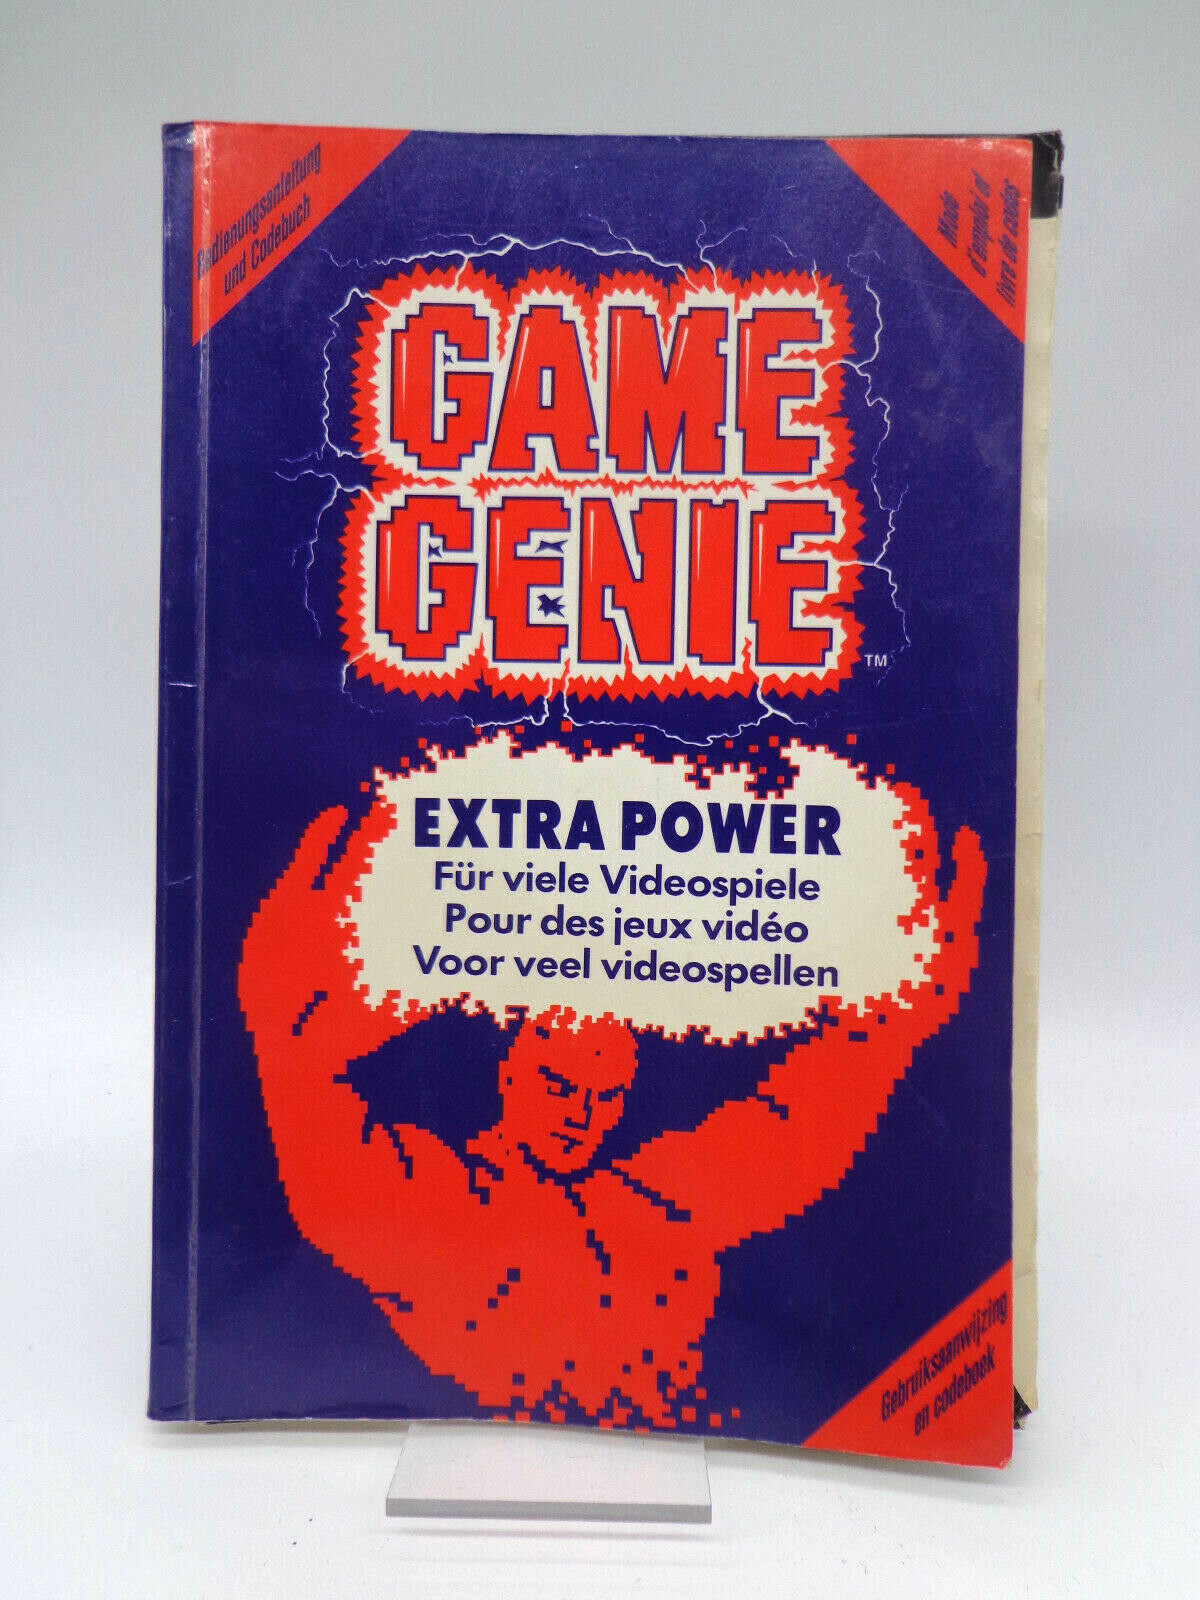 Bedienungsanleitung
und Codebuch
Mode
d'emploi et
livre de codes
GAME
GENIE
TM
EXTRA POWER
Für viele Videospiele
Pour des jeux vidéo
Voor veel videospellen
Gebruiksaanwijzing
en codeboek